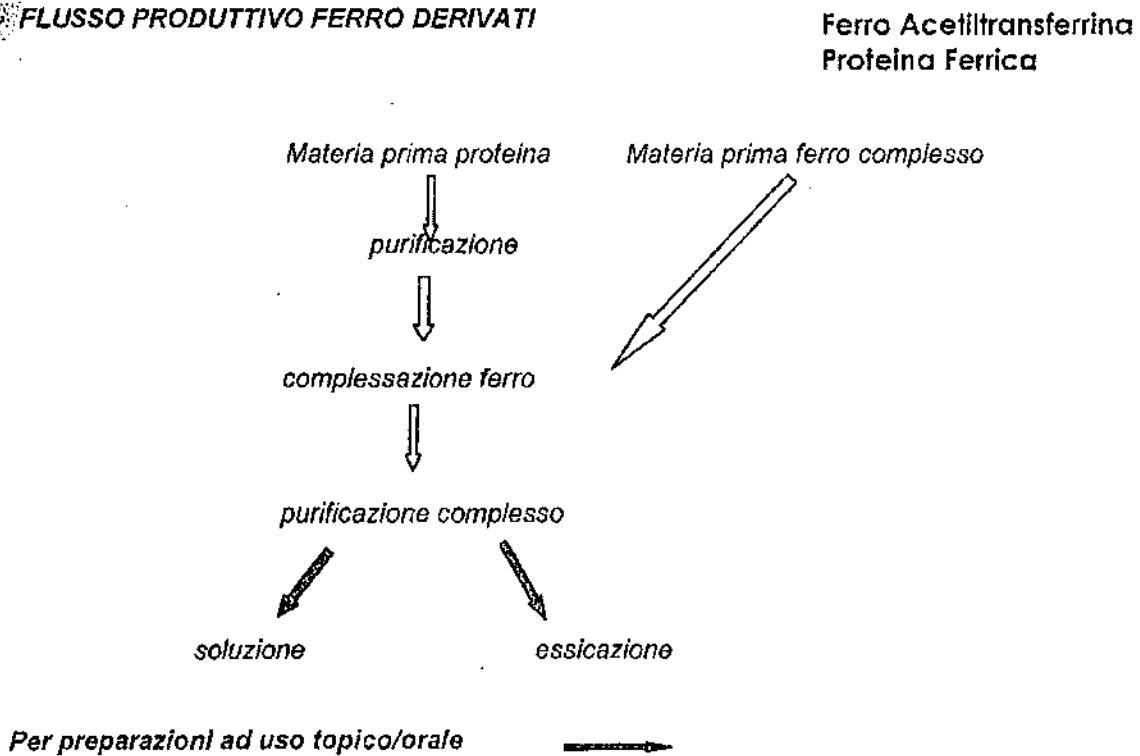 FLUSSO PRODUTTIVO FERRO DERIVATI
Ferro Acetiltransferrina
Proteina Ferrica
Materia prima proteina
Materia prima ferro complesso
purificazione
complessazione ferro
purificazione complesso
soluzione
essicazione
Per preparazioni ad uso topico/orale